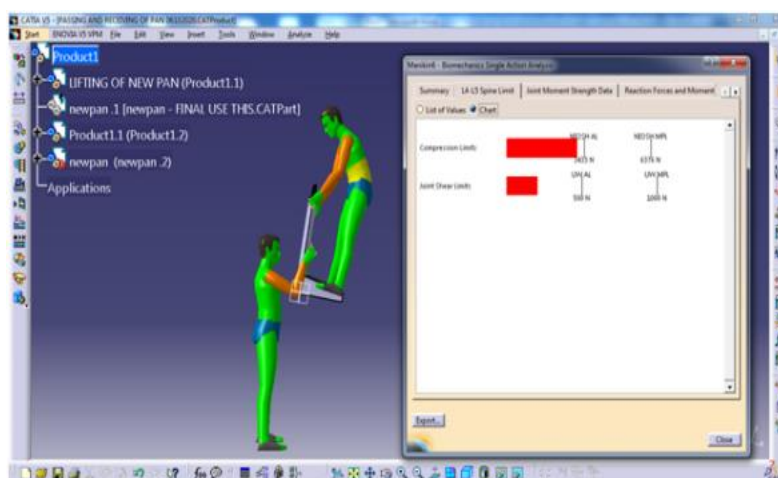 CATIA V5 - [PASSING AND RECEIVING OF PAN 06332020.CATProduct]
Start ENOVIA V5 VPM File Edit View Insert Tools Window Analyze Help
Product1
LIFTING OF NEW PAN (Product1.1)
newpan .1 [newpan - FINAL USE THIS.CATPart]
Product1.1 (Product1.2)
newpan (newpan .2)
Applications
Manikin6 - Biomechanics Single Action Analysis
Summary L4-L5 Spine Limit Joint Moment Strength Data Reaction Forces and Moment
List of Values Chart
NIOSH AL NIOSH MPL
Compression Limits
3433 N 6376 N
UW AL UW MPL
Joint Shear Limits
500 N 1000 N
Export...
Close